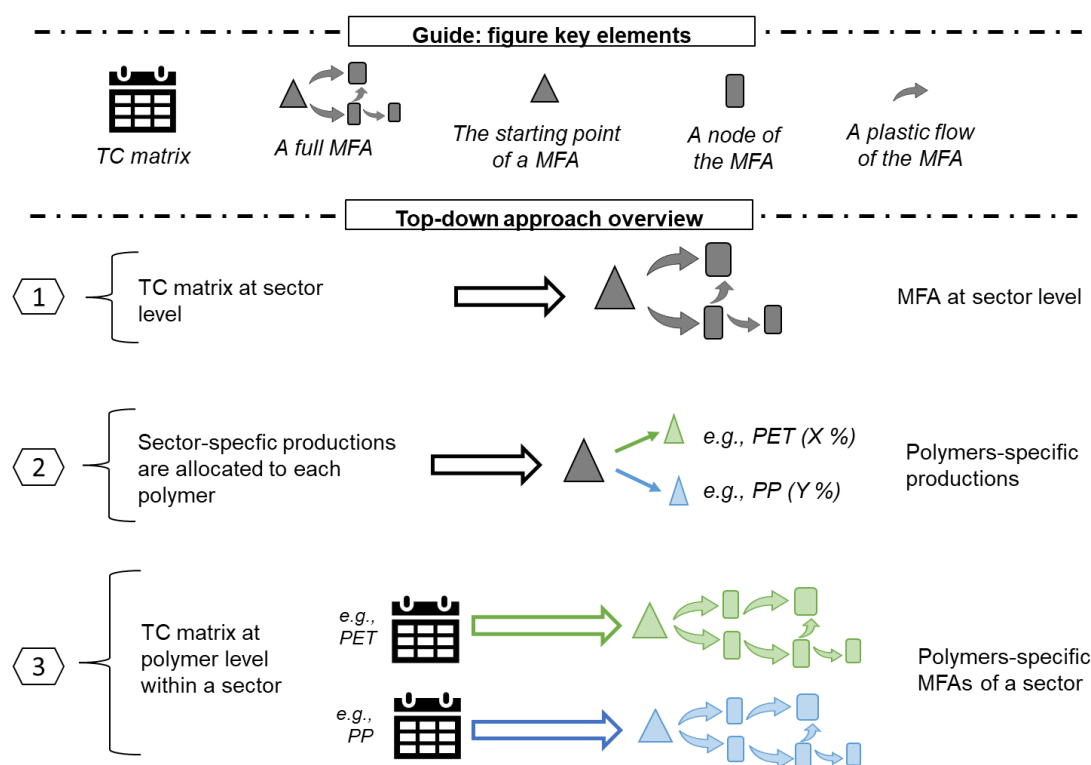 Guide: figure key elements
TC matrix
A full MFA
The starting point
of a MFA
A node of
the MFA
A plastic flow
of the MFA
Top-down approach overview
1
TC matrix at sector
level
MFA at sector level
2
Sector-specfic productions
are allocated to each
polymer
e.g., PET (X %)
e.g., PP (Y %)
Polymers-specific
productions
3
TC matrix at
polymer level
within a sector
e.g.,
PET
e.g.,
PP
Polymers-specific
MFAs of a sector